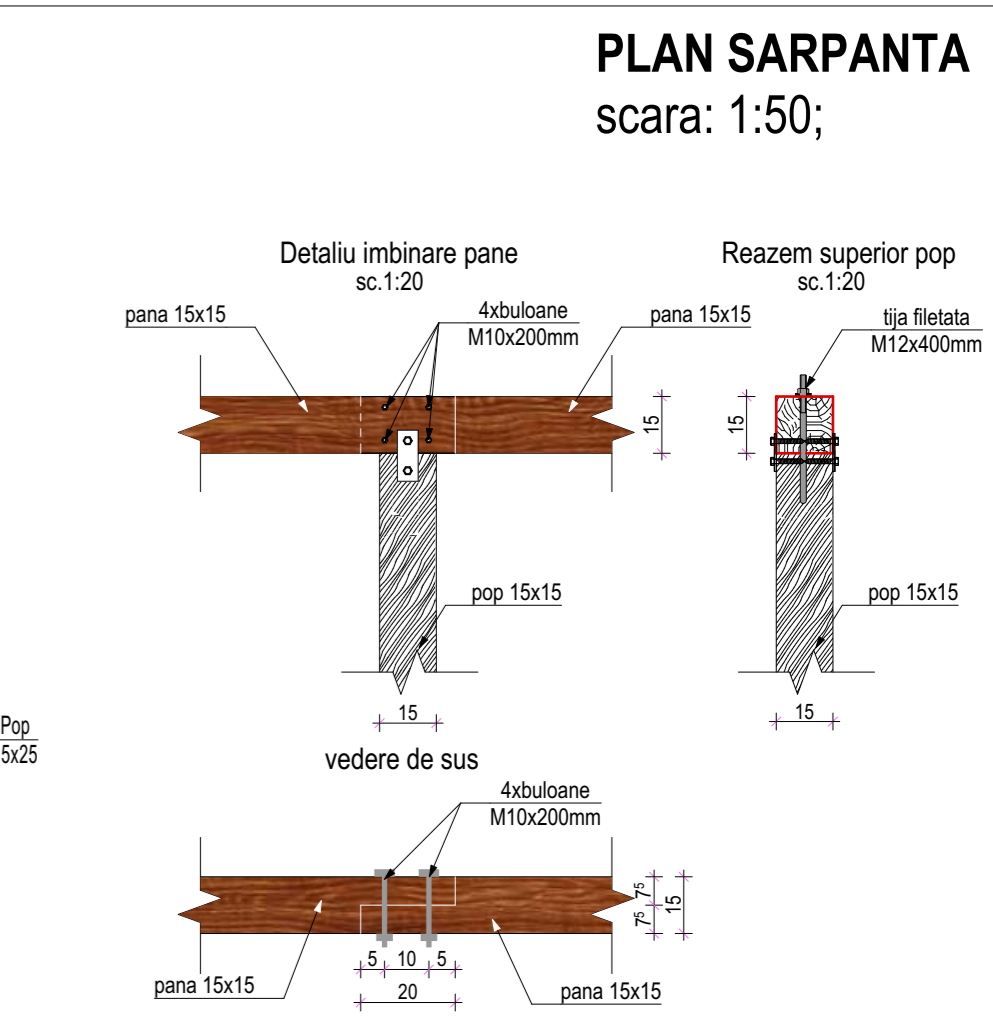 PLAN SARPANTA
scara: 1:50;
Detaliu imbinare pane
sc.1:20
Reazem superior pop
sc.1:20
pana 15x15
4xbuloane
M10x200mm
pana 15x15
tija filetata
M12x400mm
15
15
pop 15x15
pop 15x15
15
15
Pop
5x25
vedere de sus
4xbuloane
M10x200mm
7⁵
7⁵
15
5 10 5
20
pana 15x15
pana 15x15